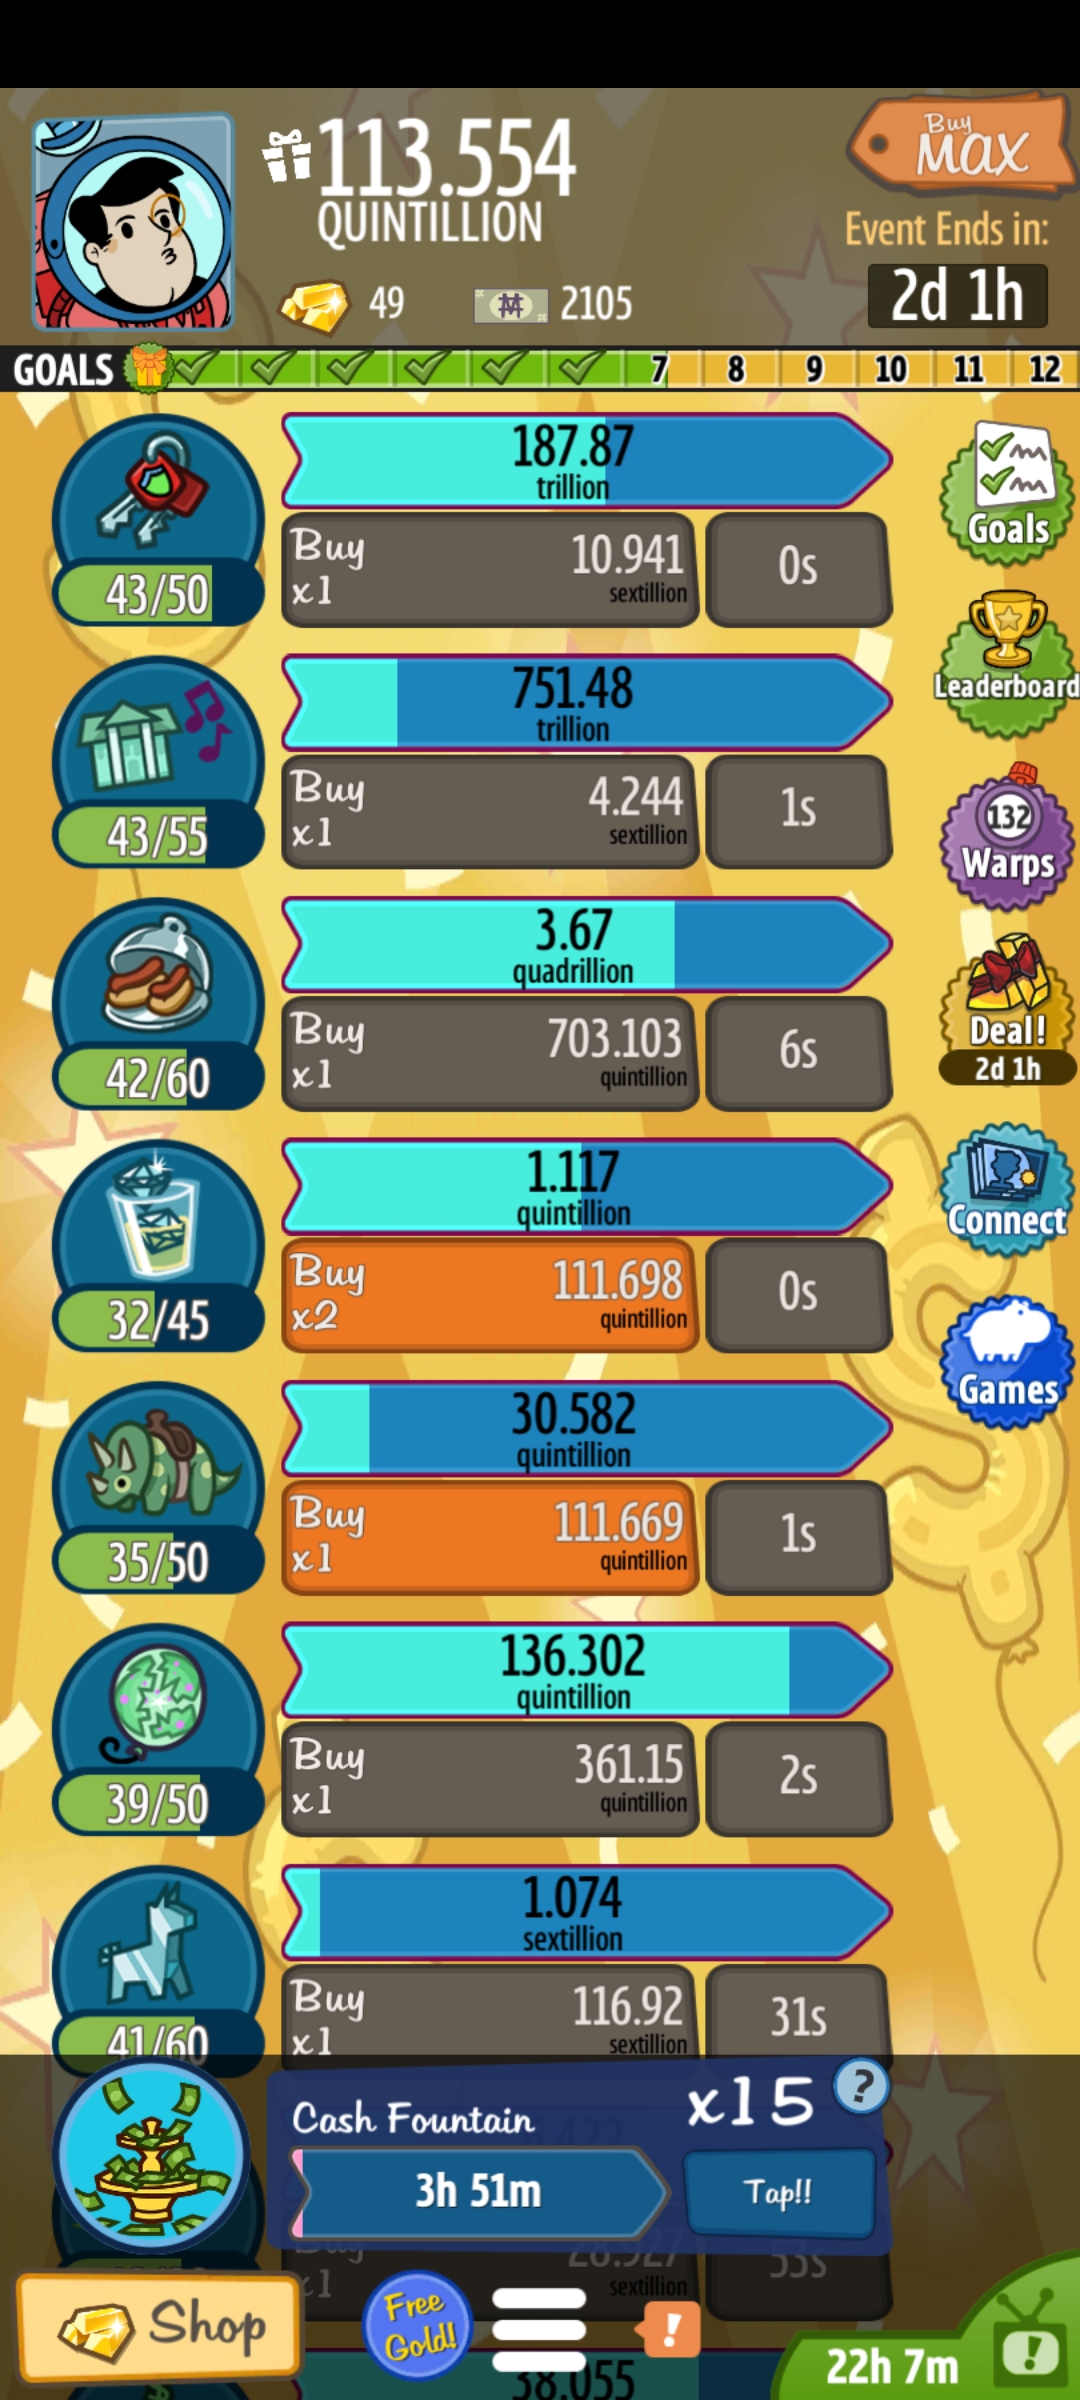 113.554
QUINTILLION
Buy
MAX
Event Ends in:
2d 1h
49
2105
GOALS 7 8 9 10 11 12
187.87
trillion
Buy
x1
10.941
sextillion
0s
43/50
Goals
Leaderboard
751.48
trillion
Buy
x1
4.244
sextillion
1s
43/55
132
Warps
3.67
quadrillion
Buy
x1
703.103
quintillion
6s
42/60
Deal!
2d 1h
1.117
quintillion
Buy
x2
111.698
quintillion
0s
32/45
Connect
30.582
quintillion
Buy
x1
111.669
quintillion
1s
35/50
Games
136.302
quintillion
Buy
x1
361.15
quintillion
2s
39/50
1.074
sextillion
Buy
x1
116.92
sextillion
31s
41/60
Cash Fountain
x15
?
3h 51m
Tap!!
x1
28.927
sextillion
53s
Shop
Free
Gold!
!
22h 7m
!
38.055